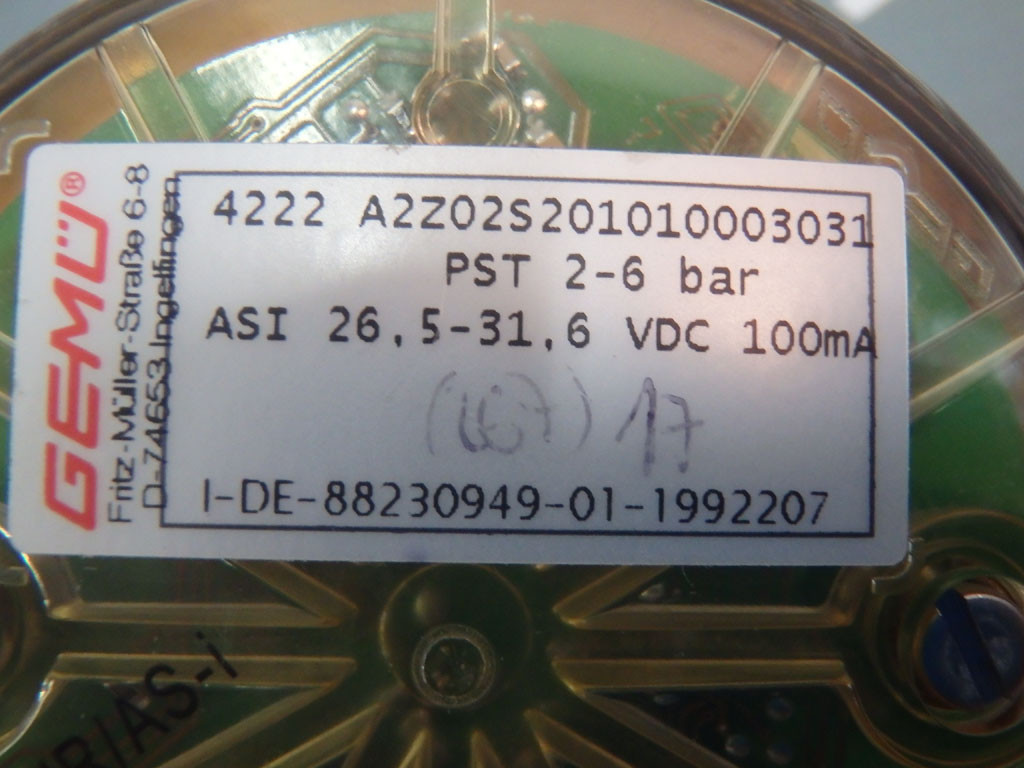 GEMÜ®
Fritz-Müller-Straße 6-8
D-74653 Ingelfingen
4222 A2Z02S201010003031
PST 2-6 bar
ASI 26,5-31,6 VDC 100mA
17
I-DE-88230949-01-1992207
/AS-i